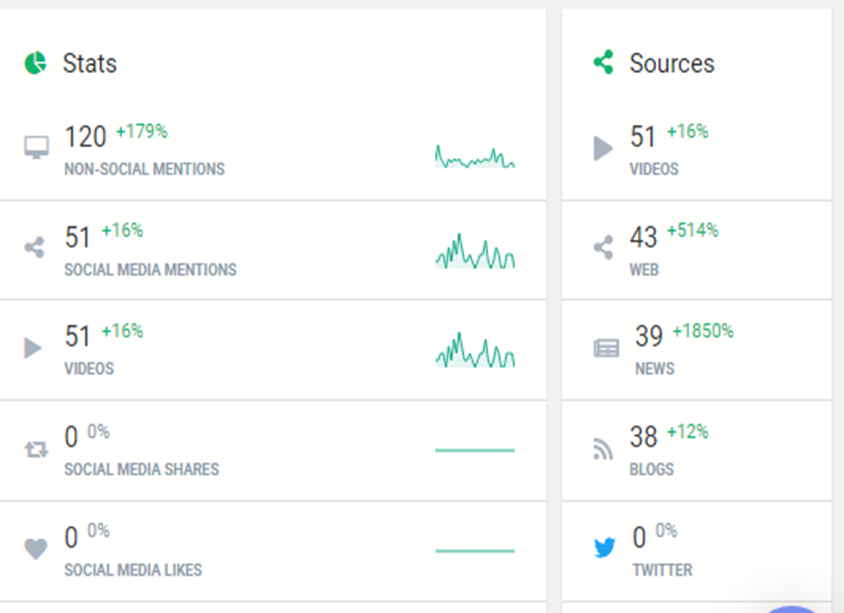 Stats
120 +179%
NON-SOCIAL MENTIONS
51 +16%
SOCIAL MEDIA MENTIONS
51 +16%
VIDEOS
0 0%
SOCIAL MEDIA SHARES
0 0%
SOCIAL MEDIA LIKES
Sources
51 +16%
VIDEOS
43 +514%
WEB
39 +1850%
NEWS
38 +12%
BLOGS
0 0%
TWITTER